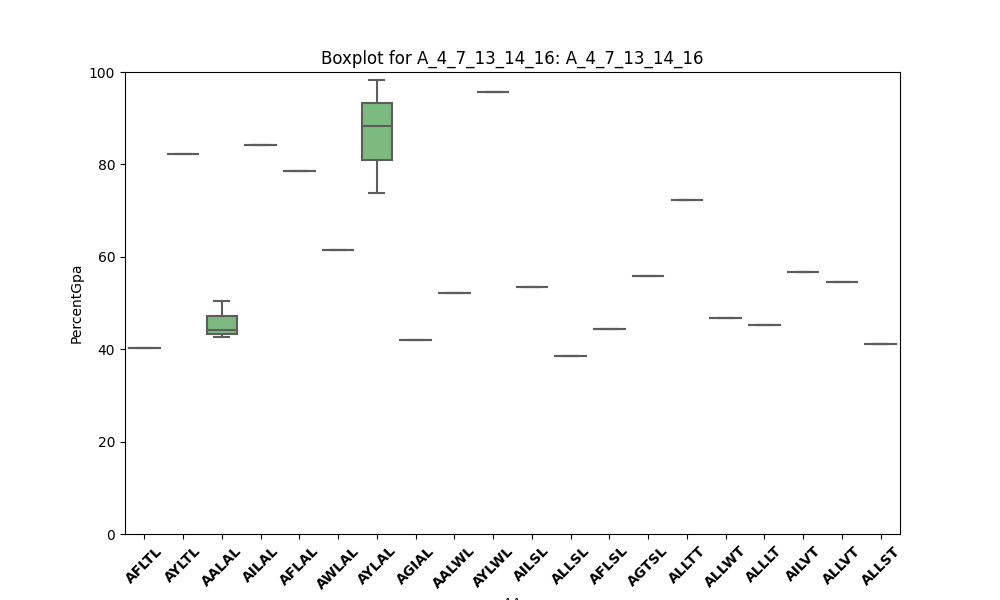 Boxplot for A_4_7_13_14_16: A_4_7_13_14_16
PercentGpa
100
80
60
40
20
0
AFLTL
AYLTL
AALAL
AILAL
AFLAL
AWLAL
AYLAL
AGIAL
AALWL
AYLWL
AILSL
ALLSL
AFLSL
AGTSL
ALLTT
ALLWT
ALLLT
AILVT
ALLVT
ALLST